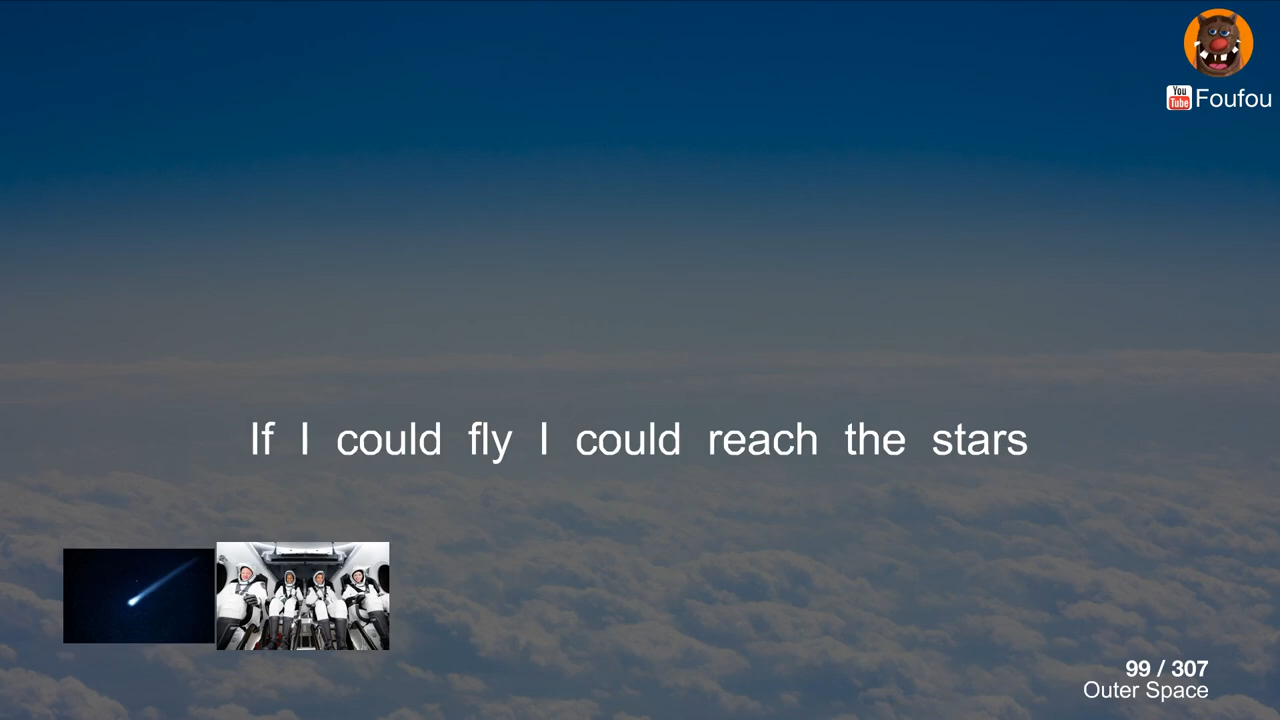 You
Tube
Foufou
If I could fly I could reach the stars
99 / 307
Outer Space